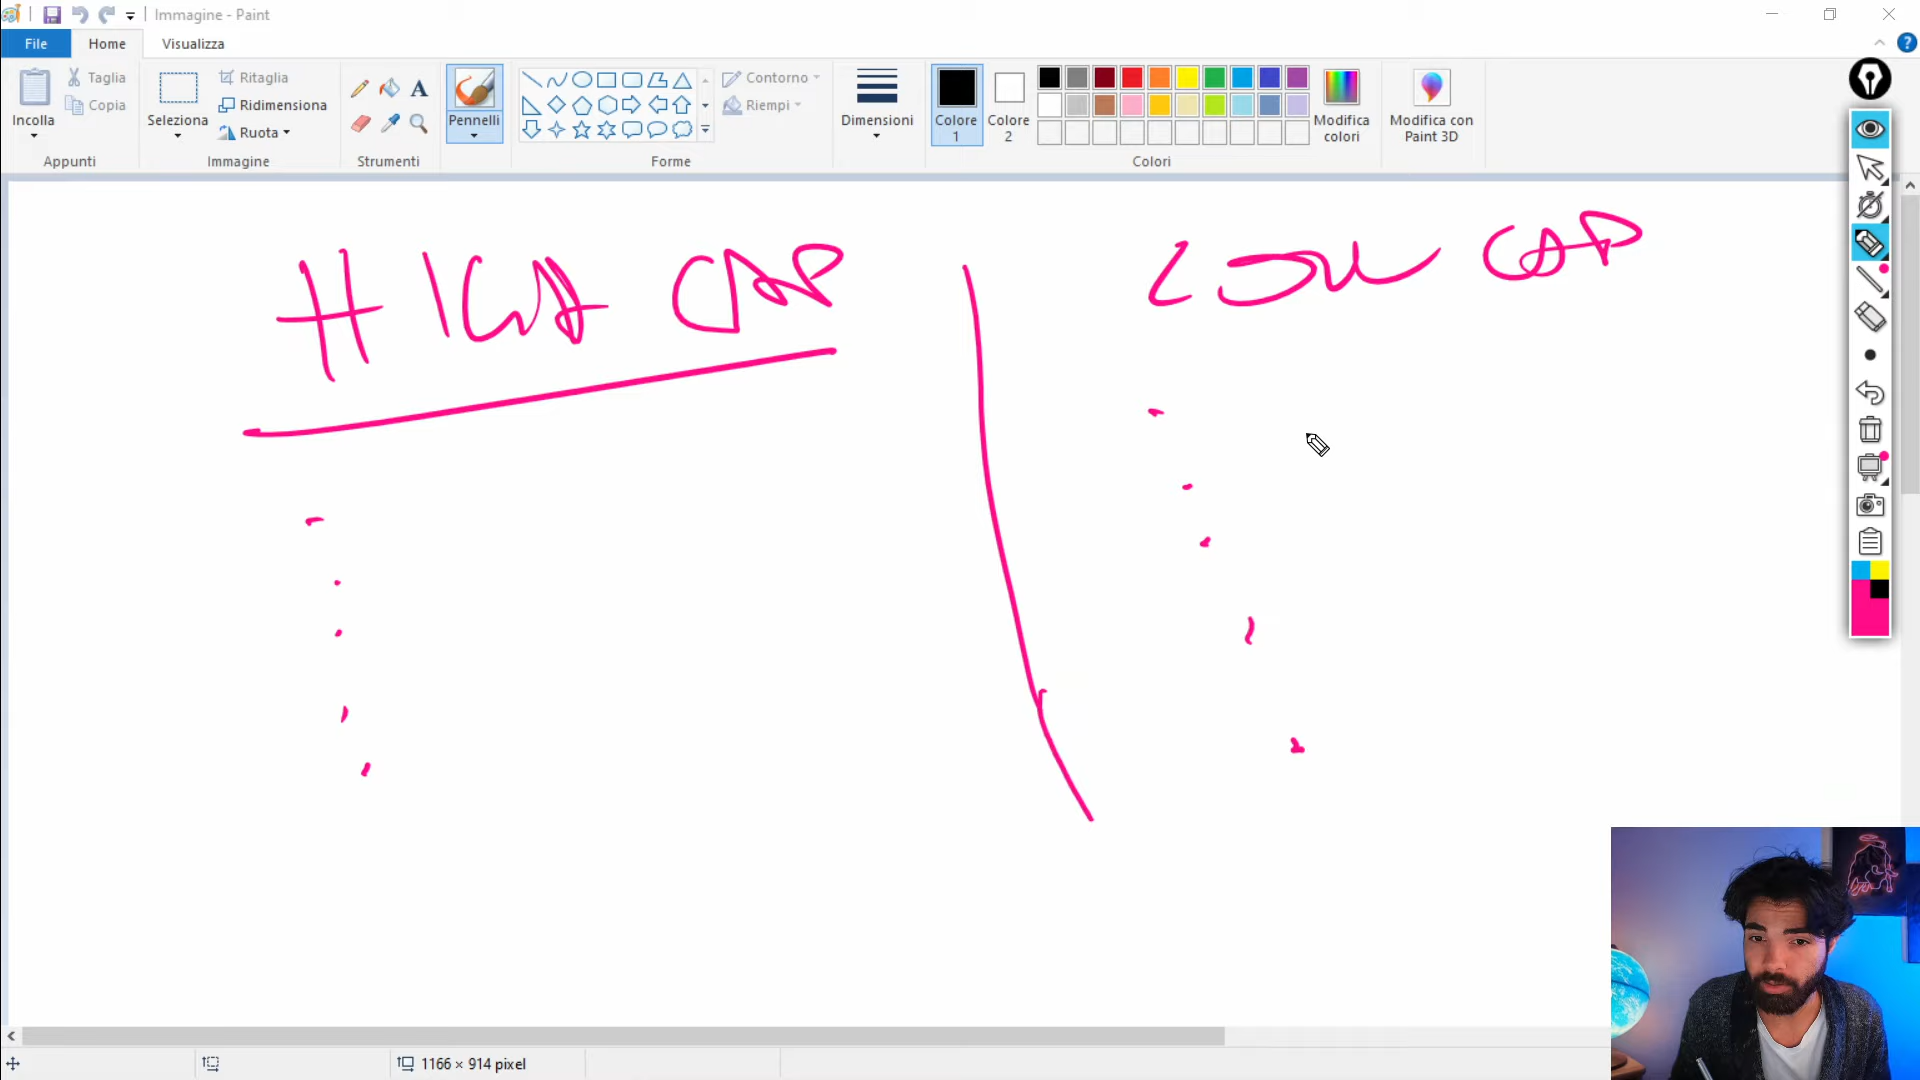 Immagine - Paint
File Home Visualizza
Incolla
Taglia
Copia
Appunti
Seleziona
Ritaglia
Ridimensiona
Ruota
Immagine
A
Strumenti
Pennelli
Contorno
Riempi
Forme
Dimensioni
Colore 1
Colore 2
Modifica colori
Colori
Modifica con Paint 3D
HIGH CAP
LOW CAP
1166 × 914 pixel